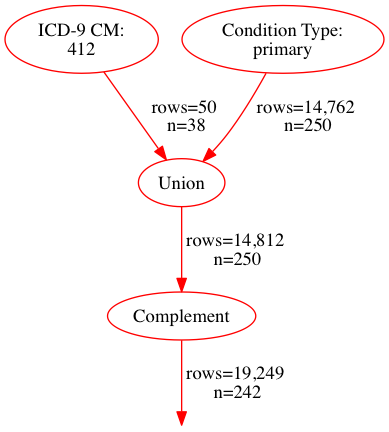 ICD-9 CM:
412
Condition Type:
primary
rows=50
n=38
rows=14,762
n=250
Union
rows=14,812
n=250
Complement
rows=19,249
n=242